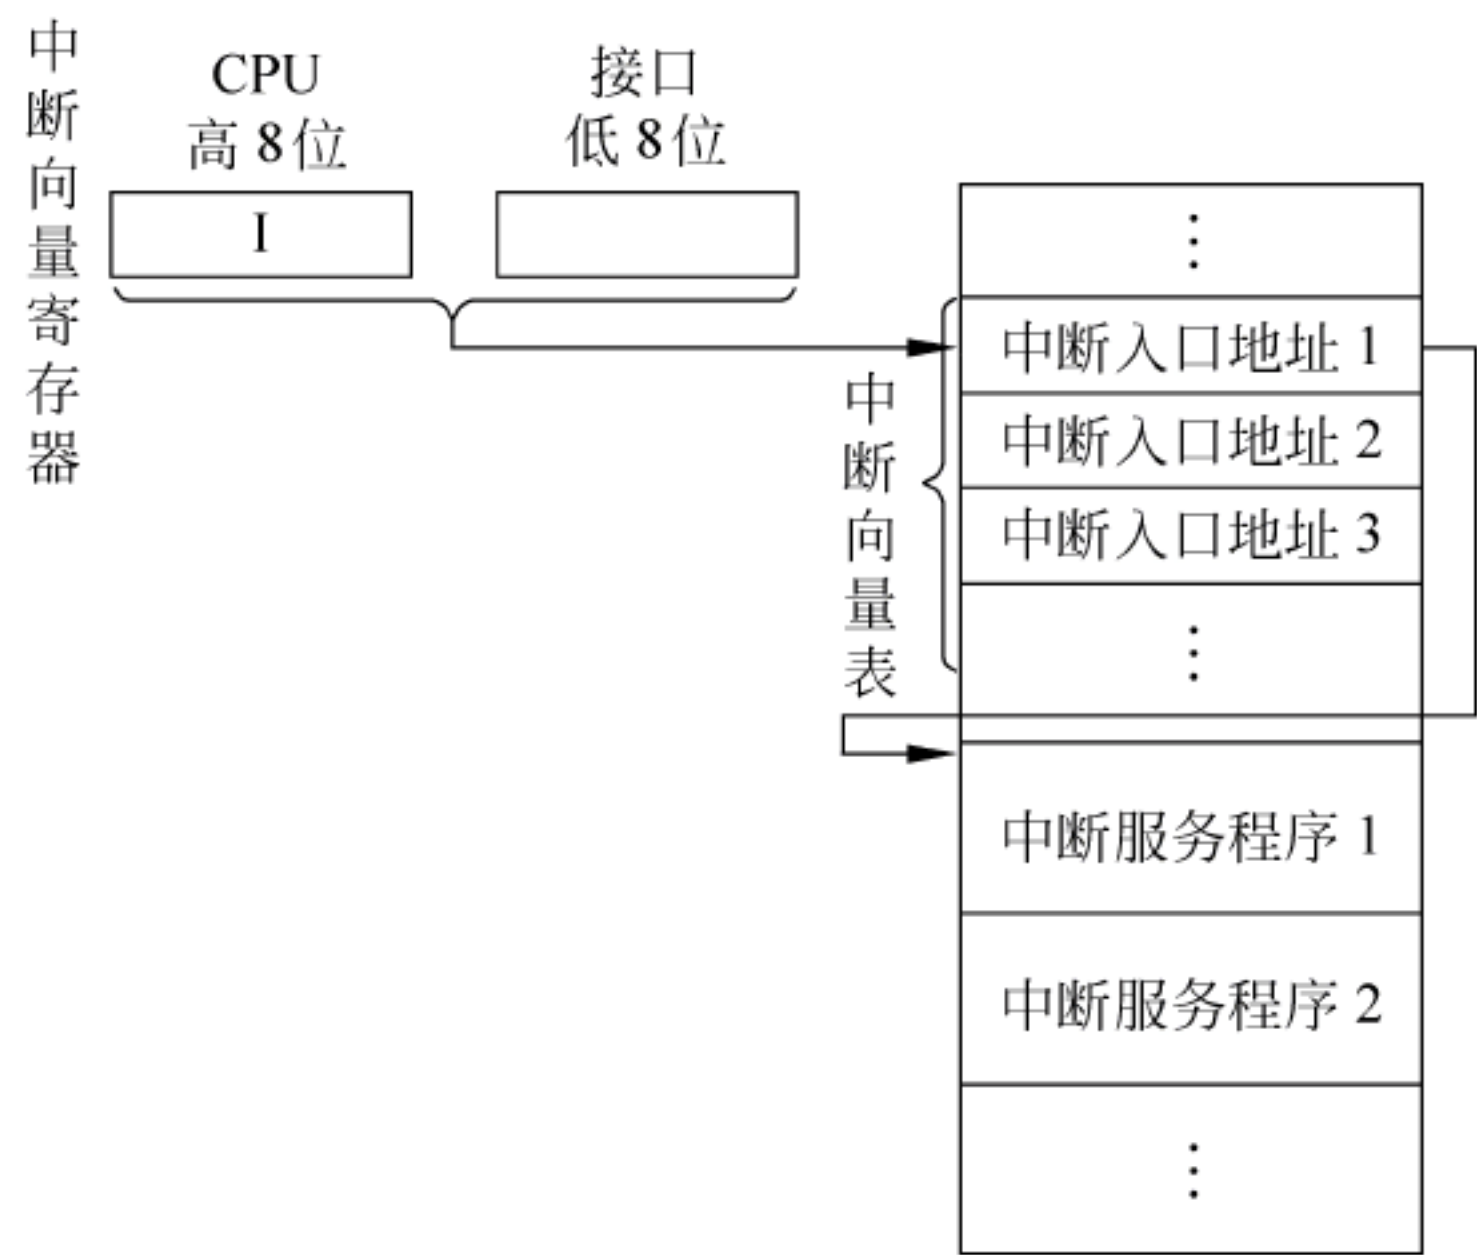 中断向量寄存器
CPU
高 8 位
接口
低 8 位
I
⋮
中断入口地址 1
中断入口地址 2
中断入口地址 3
⋮
中断向量表
中断服务程序 1
中断服务程序 2
⋮